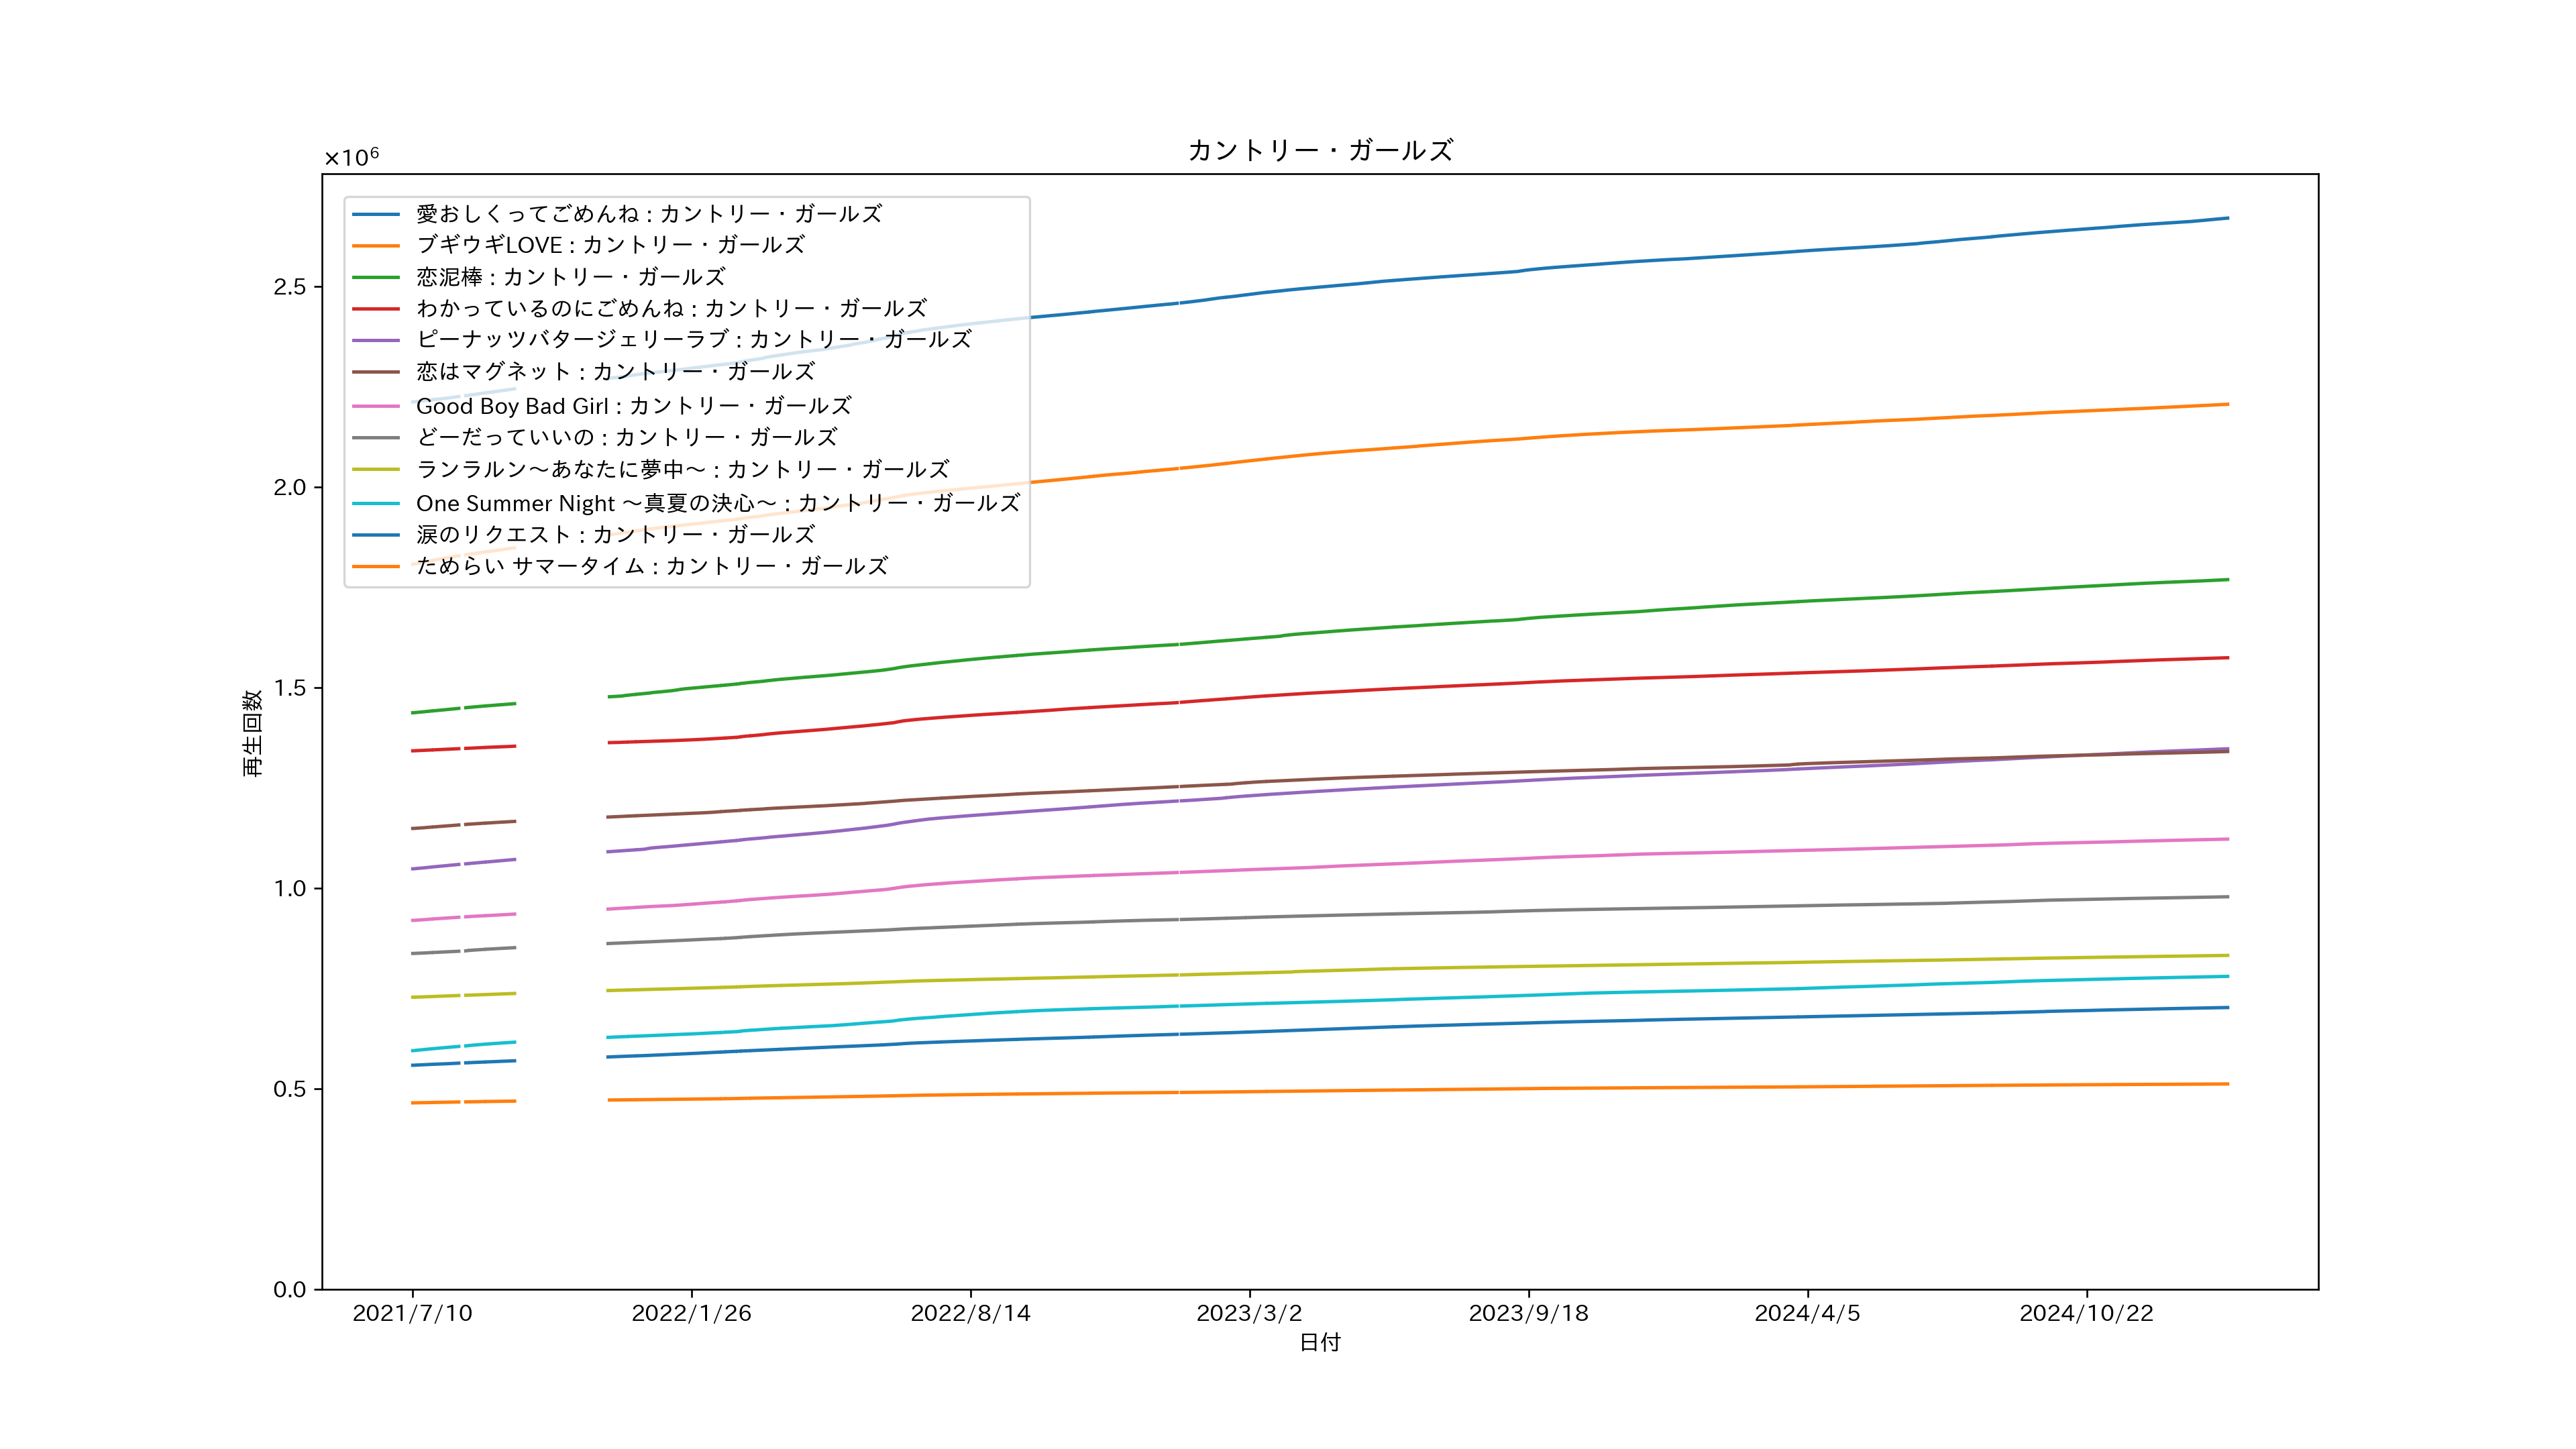 カントリー・ガールズ
×10⁶
愛おしくってごめんね : カントリー・ガールズ
ブギウギLOVE : カントリー・ガールズ
恋泥棒 : カントリー・ガールズ
わかっているのにごめんね : カントリー・ガールズ
ピーナッツバタージェリーラブ : カントリー・ガールズ
恋はマグネット : カントリー・ガールズ
Good Boy Bad Girl : カントリー・ガールズ
どーだっていいの : カントリー・ガールズ
ランラルン〜あなたに夢中〜 : カントリー・ガールズ
One Summer Night 〜真夏の決心〜 : カントリー・ガールズ
涙のリクエスト : カントリー・ガールズ
ためらい サマータイム : カントリー・ガールズ
2.5
2.0
1.5
1.0
0.5
0.0
再生回数
2021/7/10 2022/1/26 2022/8/14 2023/3/2 2023/9/18 2024/4/5 2024/10/22
日付